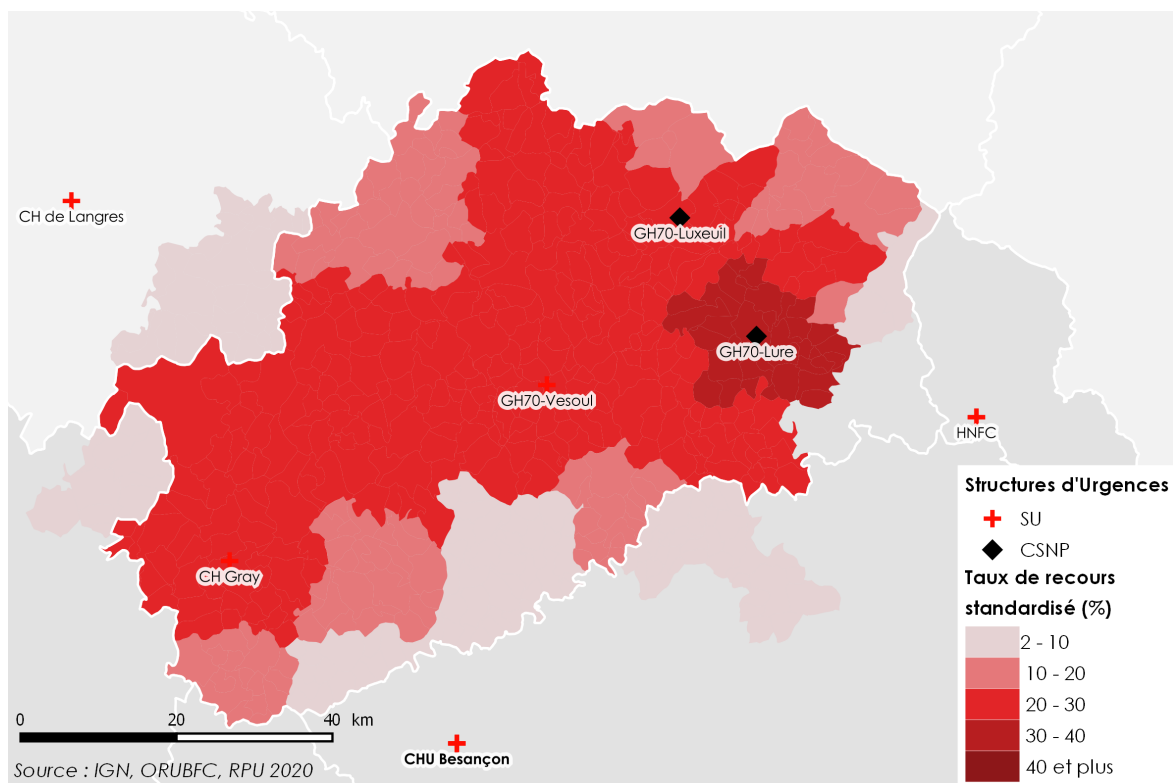 CH de Langres
GH70-Luxeuil
GH70-Lure
GH70-Vesoul
HNFC
CH Gray
CHU Besançon
Structures d'Urgences
SU
CSNP
Taux de recours
standardisé (%)
2 - 10
10 - 20
20 - 30
30 - 40
40 et plus
0 20 40 km
Source : IGN, ORUBFC, RPU 2020